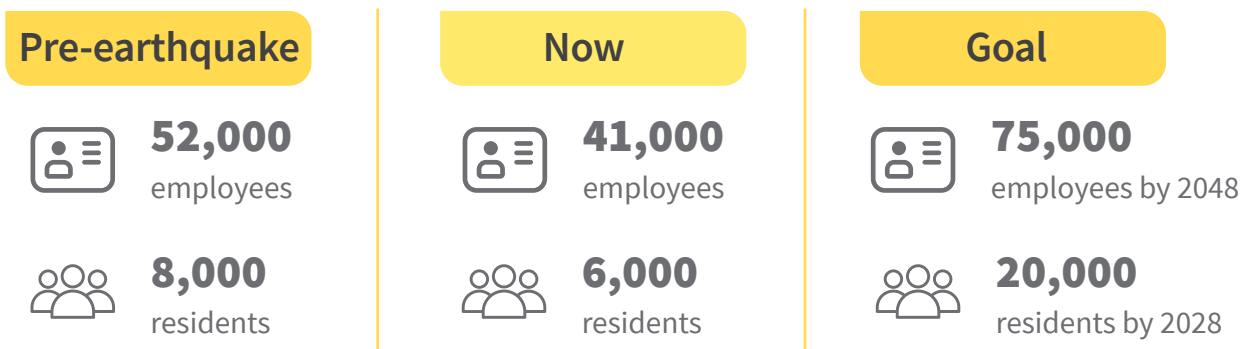 Pre-earthquake
52,000
employees
8,000
residents
Now
41,000
employees
6,000
residents
Goal
75,000
employees by 2048
20,000
residents by 2028